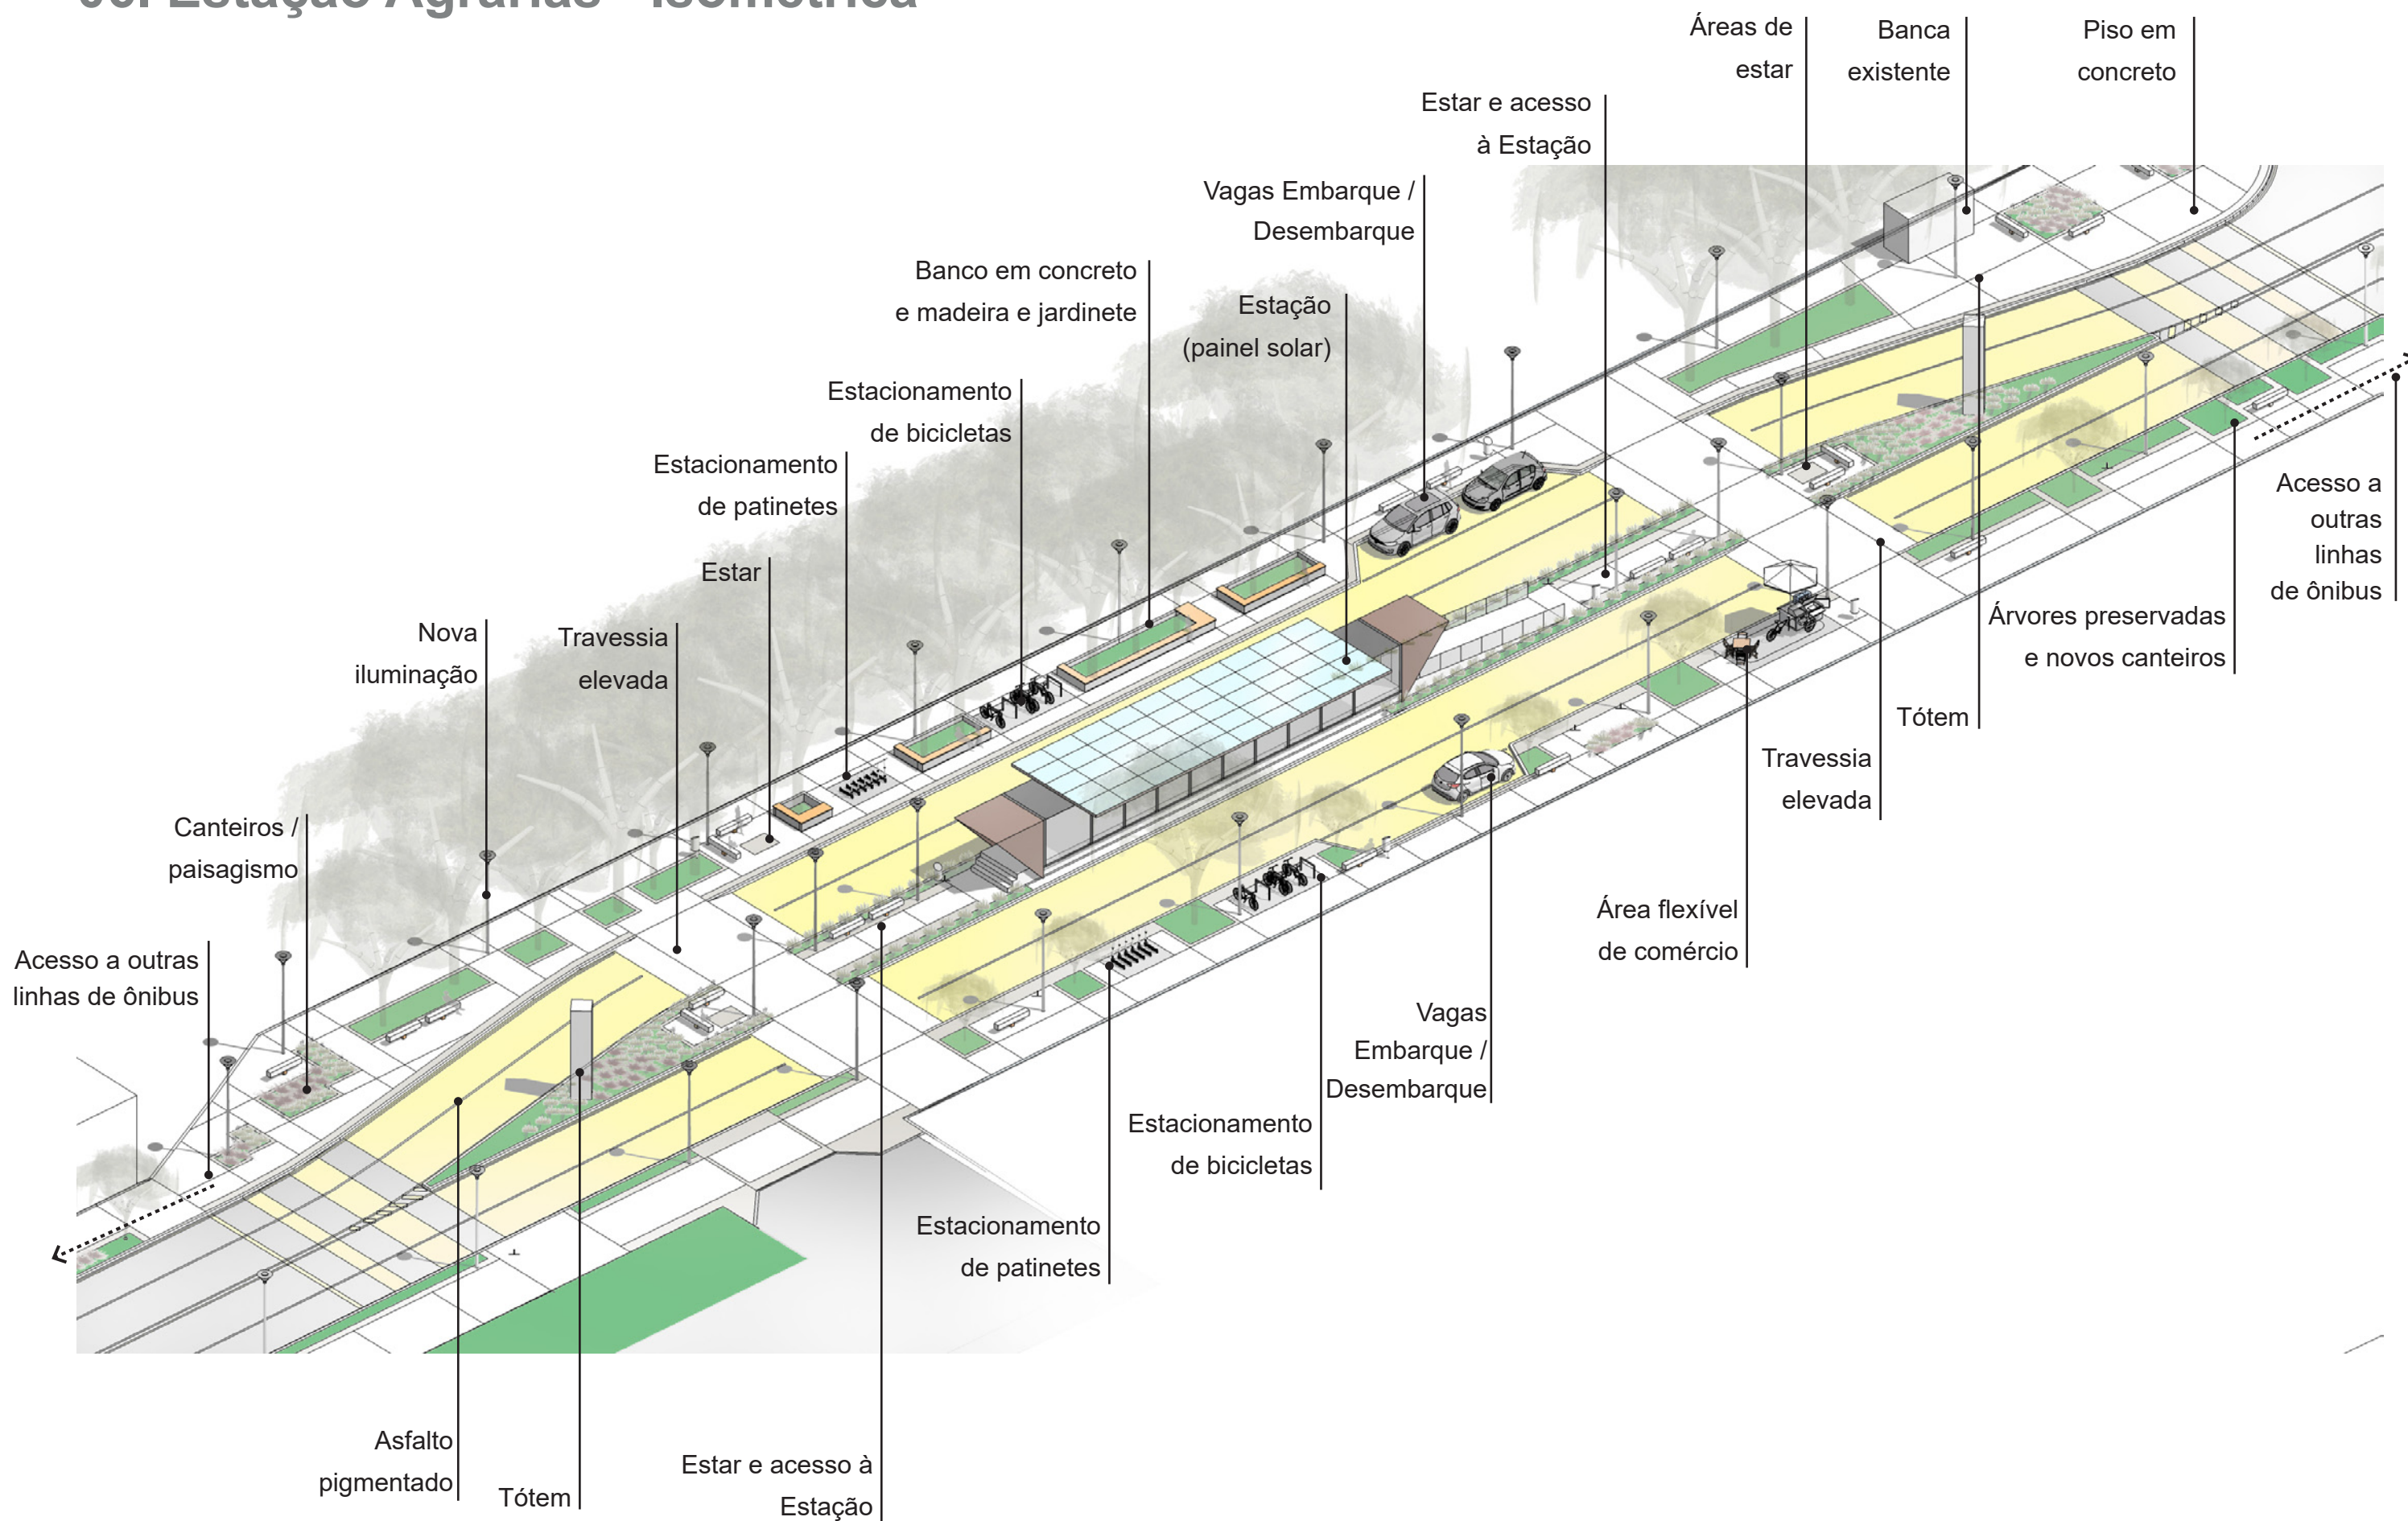 Estação Agrárias - Isométrica
Áreas de
estar
Banca
existente
Piso em
concreto
Estar e acesso
à Estação
Vagas Embarque /
Desembarque
Banco em concreto
e madeira e jardinete
Estação
(painel solar)
Estacionamento
de bicicletas
Estacionamento
de patinetes
Estar
Nova
iluminação
Travessia
elevada
Canteiros /
paisagismo
Acesso a outras
linhas de ônibus
Acesso a
outras
linhas
de ônibus
Árvores preservadas
e novos canteiros
Tótem
Travessia
elevada
Área flexível
de comércio
Vagas
Embarque /
Desembarque
Estacionamento
de bicicletas
Estacionamento
de patinetes
Asfalto
pigmentado
Tótem
Estar e acesso à
Estação